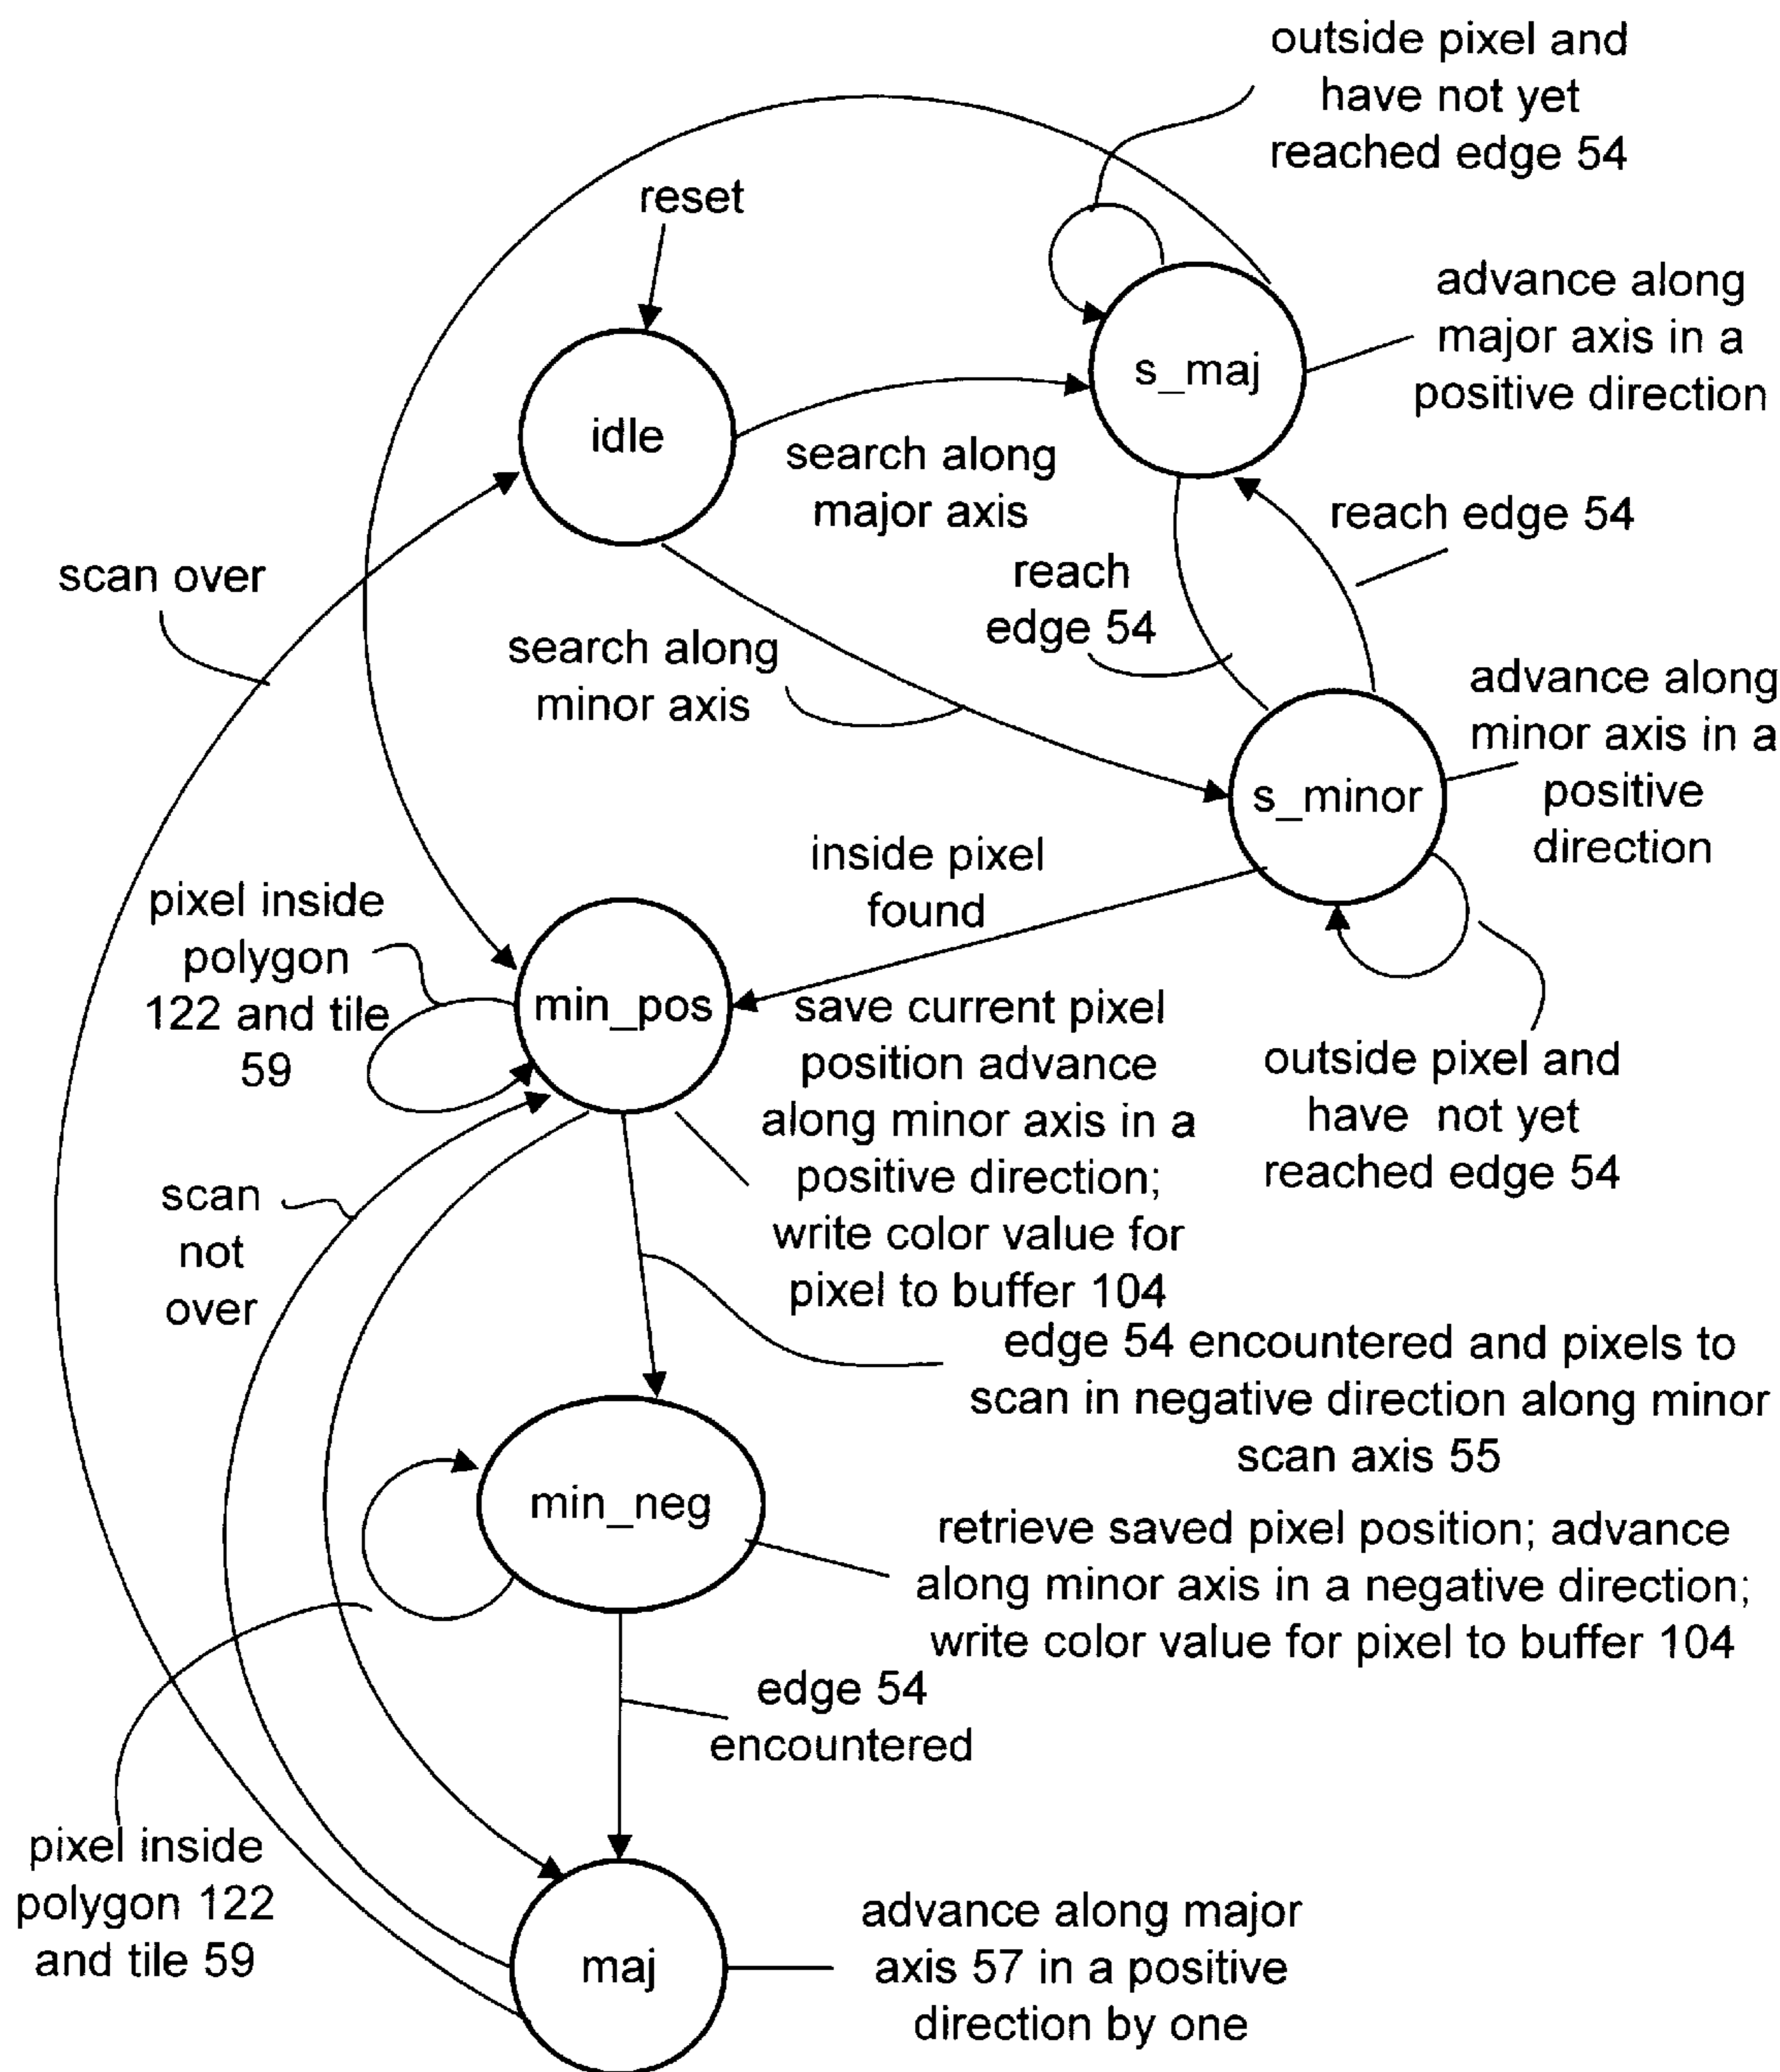 outside pixel and
have not yet
reached edge 54
reset
advance along
major axis in a
positive direction
s_maj
idle
search along
major axis
reach edge 54
scan over
reach
edge 54
search along
minor axis
advance along
minor axis in a
positive
direction
s_minor
inside pixel
found
pixel inside
polygon
122 and tile
59
min_pos
save current pixel
position advance
along minor axis in a
positive direction;
write color value for
pixel to buffer 104
outside pixel and
have not yet
reached edge 54
scan
not
over
edge 54 encountered and pixels to
scan in negative direction along minor
scan axis 55
min_neg
retrieve saved pixel position; advance
along minor axis in a negative direction;
write color value for pixel to buffer 104
edge 54
encountered
pixel inside
polygon 122
and tile 59
maj
advance along major
axis 57 in a positive
direction by one